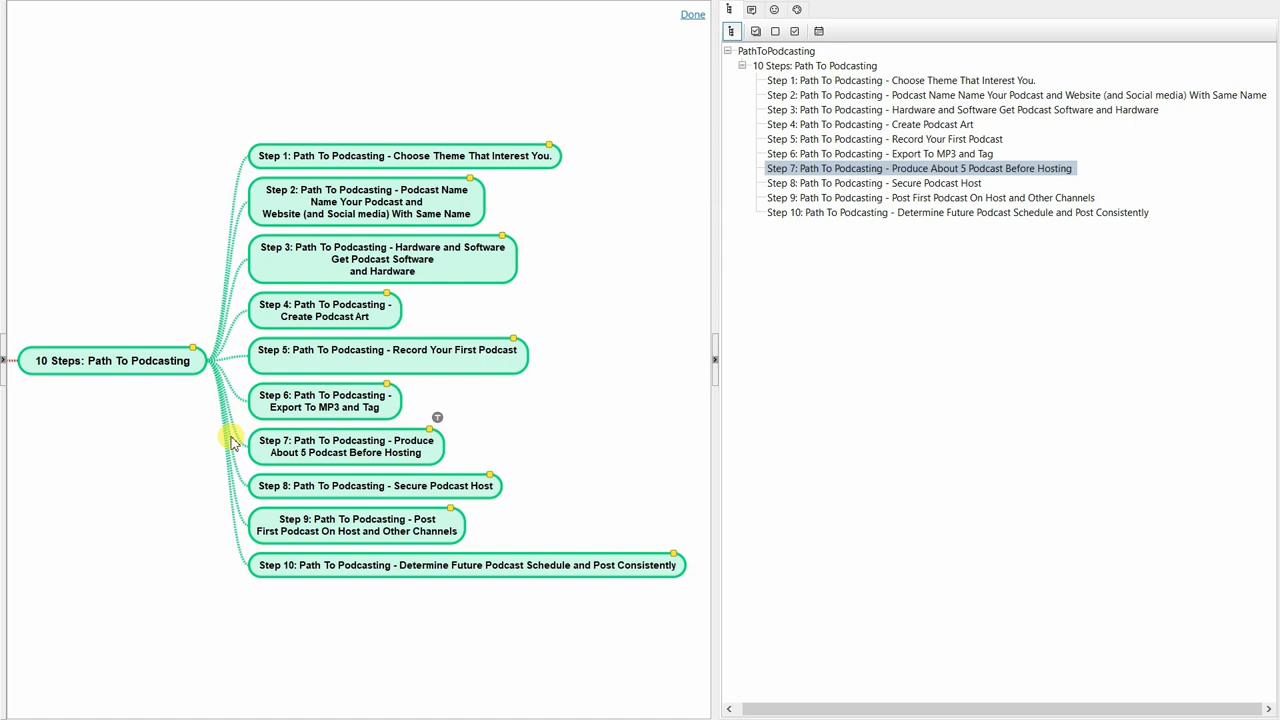 Done
10 Steps: Path To Podcasting
Step 1: Path To Podcasting - Choose Theme That Interest You.
Step 2: Path To Podcasting - Podcast Name
Name Your Podcast and
Website (and Social media) With Same Name
Step 3: Path To Podcasting - Hardware and Software
Get Podcast Software
and Hardware
Step 4: Path To Podcasting -
Create Podcast Art
Step 5: Path To Podcasting - Record Your First Podcast
Step 6: Path To Podcasting -
Export To MP3 and Tag
Step 7: Path To Podcasting - Produce
About 5 Podcast Before Hosting
Step 8: Path To Podcasting - Secure Podcast Host
Step 9: Path To Podcasting - Post
First Podcast On Host and Other Channels
Step 10: Path To Podcasting - Determine Future Podcast Schedule and Post Consistently
PathToPodcasting
10 Steps: Path To Podcasting
Step 1: Path To Podcasting - Choose Theme That Interest You.
Step 2: Path To Podcasting - Podcast Name Name Your Podcast and Website (and Social media) With Same Name
Step 3: Path To Podcasting - Hardware and Software Get Podcast Software and Hardware
Step 4: Path To Podcasting - Create Podcast Art
Step 5: Path To Podcasting - Record Your First Podcast
Step 6: Path To Podcasting - Export To MP3 and Tag
Step 7: Path To Podcasting - Produce About 5 Podcast Before Hosting
Step 8: Path To Podcasting - Secure Podcast Host
Step 9: Path To Podcasting - Post First Podcast On Host and Other Channels
Step 10: Path To Podcasting - Determine Future Podcast Schedule and Post Consistently